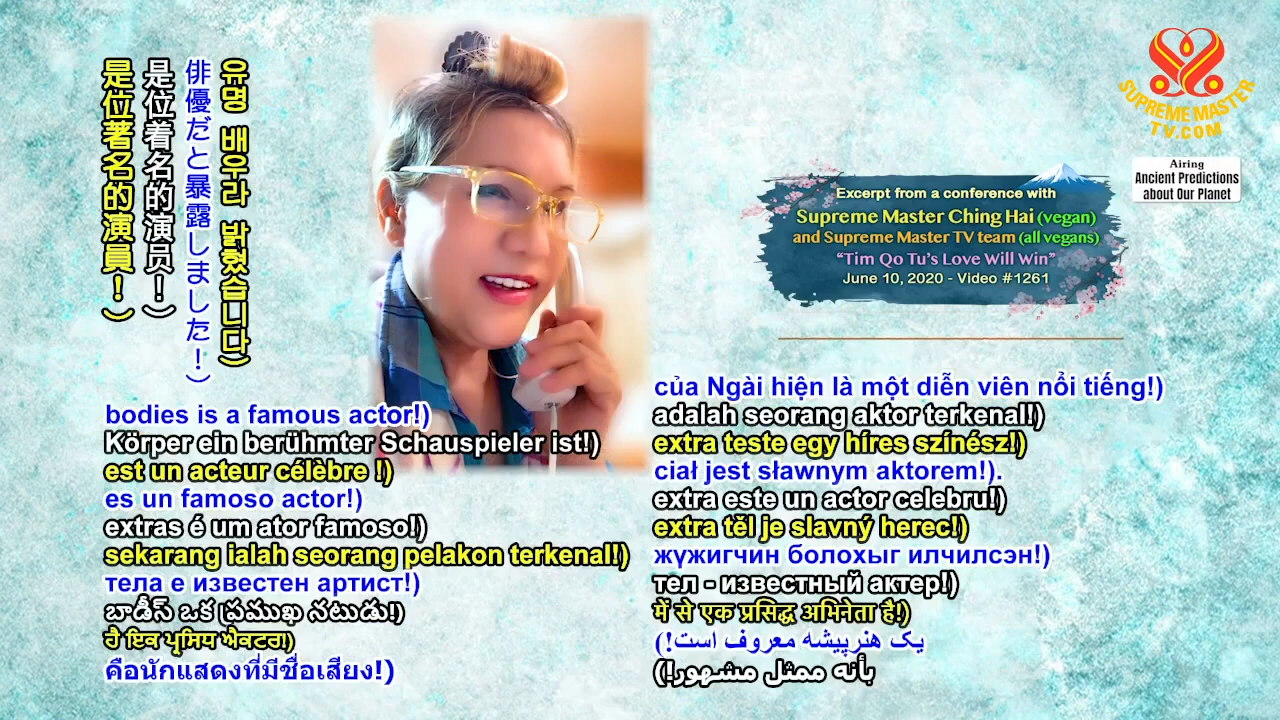 유명 배우라 밝혔습니다)
俳優だと暴露しました！）
是位着名的演员！）
是位著名的演員！）
SUPREME MASTER
TV.COM
Airing
Ancient Predictions
about Our Planet
Excerpt from a conference with
Supreme Master Ching Hai (vegan)
and Supreme Master TV team (all vegans)
“Tim Qo Tu’s Love Will Win”
June 10, 2020 - Video #1261
bodies is a famous actor!)
Körper ein berühmter Schauspieler ist!)
est un acteur célèbre !)
es un famoso actor!)
extras é um ator famoso!)
sekarang ialah seorang pelakon terkenal!)
тела е известен артист!)
బాడీస్ ఒక ప్రముఖ నటుడు!)
ਹੈ ਇਕ ਪ੍ਰਸਿਧ ਐਕਟਰ!)
คือนักแสดงที่มีชื่อเสียง!)
của Ngài hiện là một diễn viên nổi tiếng!)
adalah seorang aktor terkenal!)
extra teste egy híres színész!)
ciał jest sławnym aktorem!).
extra este un actor celebru!)
extra těl je slavný herec!)
жүжигчин болохыг илчилсэн!)
тел - известный актер!)
में से एक प्रसिद्ध अभिनेता है!)
یک هنرپیشه معروف است!)
بأنه ممثل مشهور!)